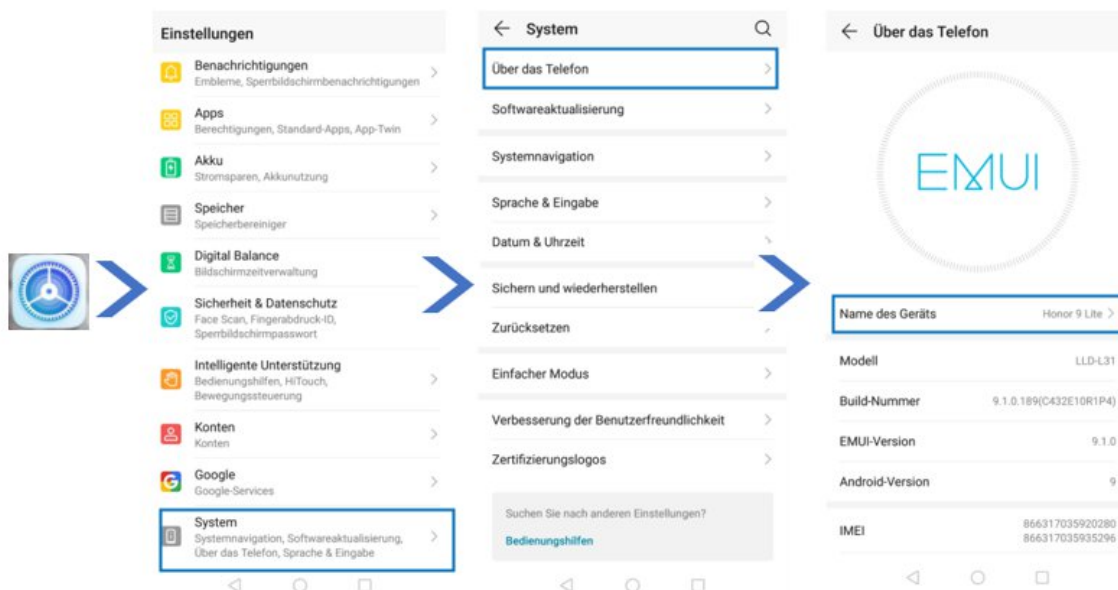 Einstellungen
Benachrichtigungen
Embleme, Sperrbildschirmbenachrichtigungen
Apps
Berechtigungen, Standard-Apps, App-Twin
Akku
Stromsparen, Akkunutzung
Speicher
Speicherbereiniger
Digital Balance
Bildschirmzeitverwaltung
Sicherheit & Datenschutz
Face Scan, Fingerabdruck-ID,
Sperrbildschirmpasswort
Intelligente Unterstützung
Bedienungshilfen, HiTouch,
Bewegungssteuerung
Konten
Konten
Google
Google-Services
System
Systemnavigation, Softwareaktualisierung,
Über das Telefon, Sprache & Eingabe
System
Über das Telefon
Softwareaktualisierung
Systemnavigation
Sprache & Eingabe
Datum & Uhrzeit
Sichern und wiederherstellen
Zurücksetzen
Einfacher Modus
Verbesserung der Benutzerfreundlichkeit
Zertifizierungslogos
Suchen Sie nach anderen Einstellungen?
Bedienungshilfen
Über das Telefon
EMUI
Name des Geräts Honor 9 Lite
Modell LLD-L31
Build-Nummer 9.1.0.189(C432E10R1P4)
EMUI-Version 9.1.0
Android-Version 9
IMEI 866317035920280
866317035935296